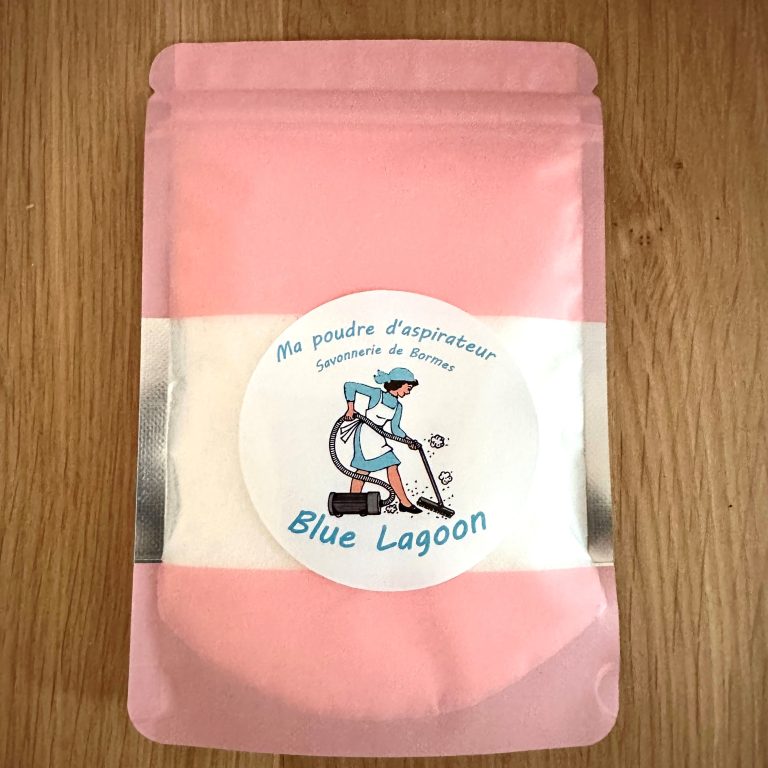 Ma poudre d'aspirateur
Savonnerie de Bormes
Blue Lagoon